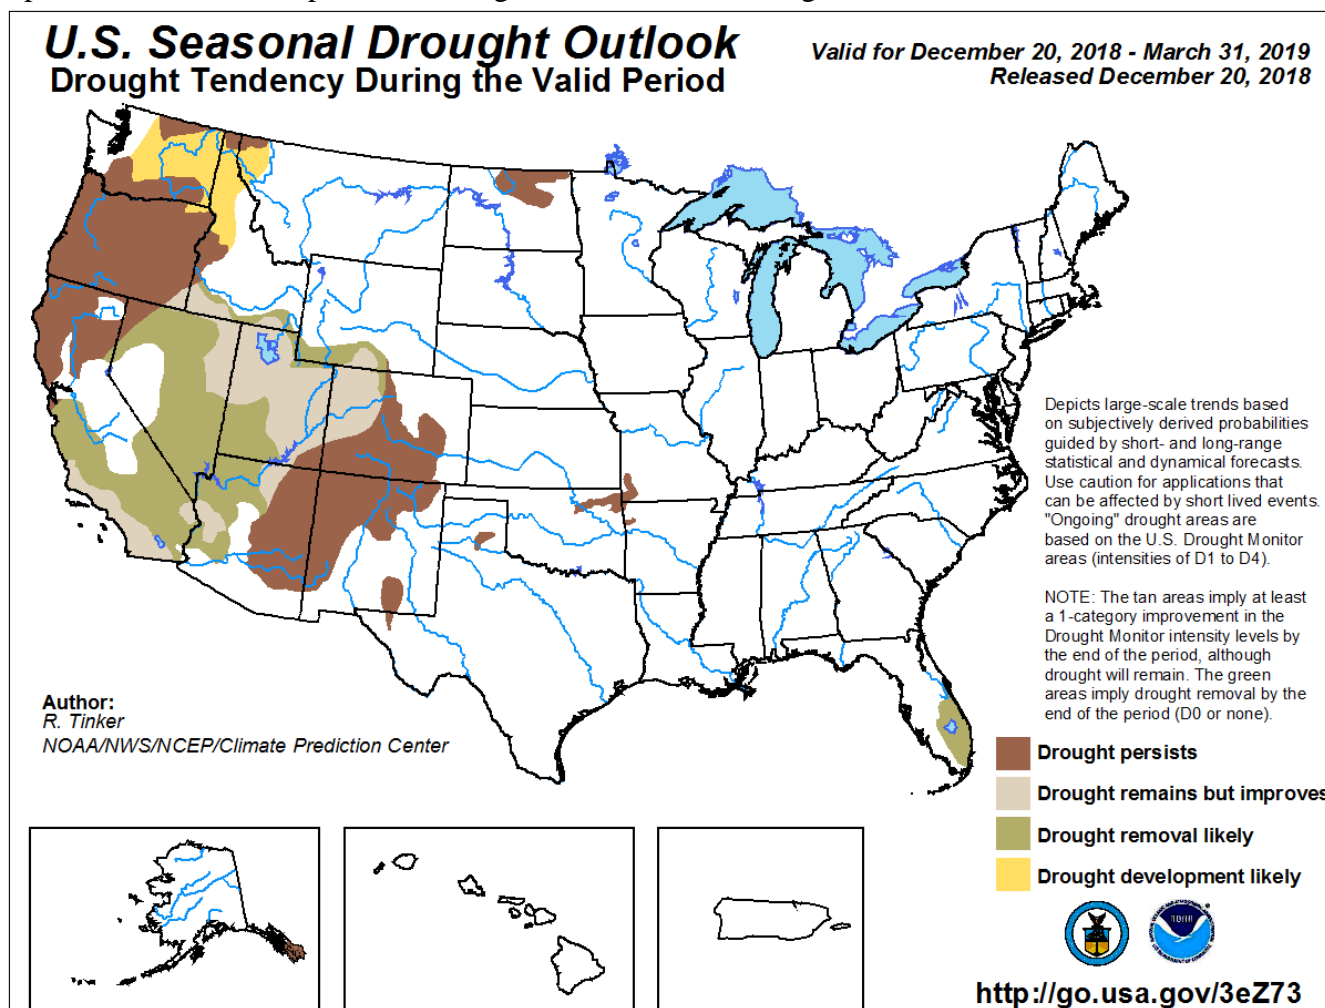 U.S. Seasonal Drought Outlook
Drought Tendency During the Valid Period
Valid for December 20, 2018 - March 31, 2019
Released December 20, 2018
Depicts large-scale trends based
on subjectively derived probabilities
guided by short- and long-range
statistical and dynamical forecasts.
Use caution for applications that
can be affected by short lived events.
"Ongoing" drought areas are
based on the U.S. Drought Monitor
areas (intensities of D1 to D4).
NOTE: The tan areas imply at least
a 1-category improvement in the
Drought Monitor intensity levels by
the end of the period, although
drought will remain. The green
areas imply drought removal by the
end of the period (D0 or none).
Author:
R. Tinker
NOAA/NWS/NCEP/Climate Prediction Center
Drought persists
Drought remains but improves
Drought removal likely
Drought development likely
http://go.usa.gov/3eZ73